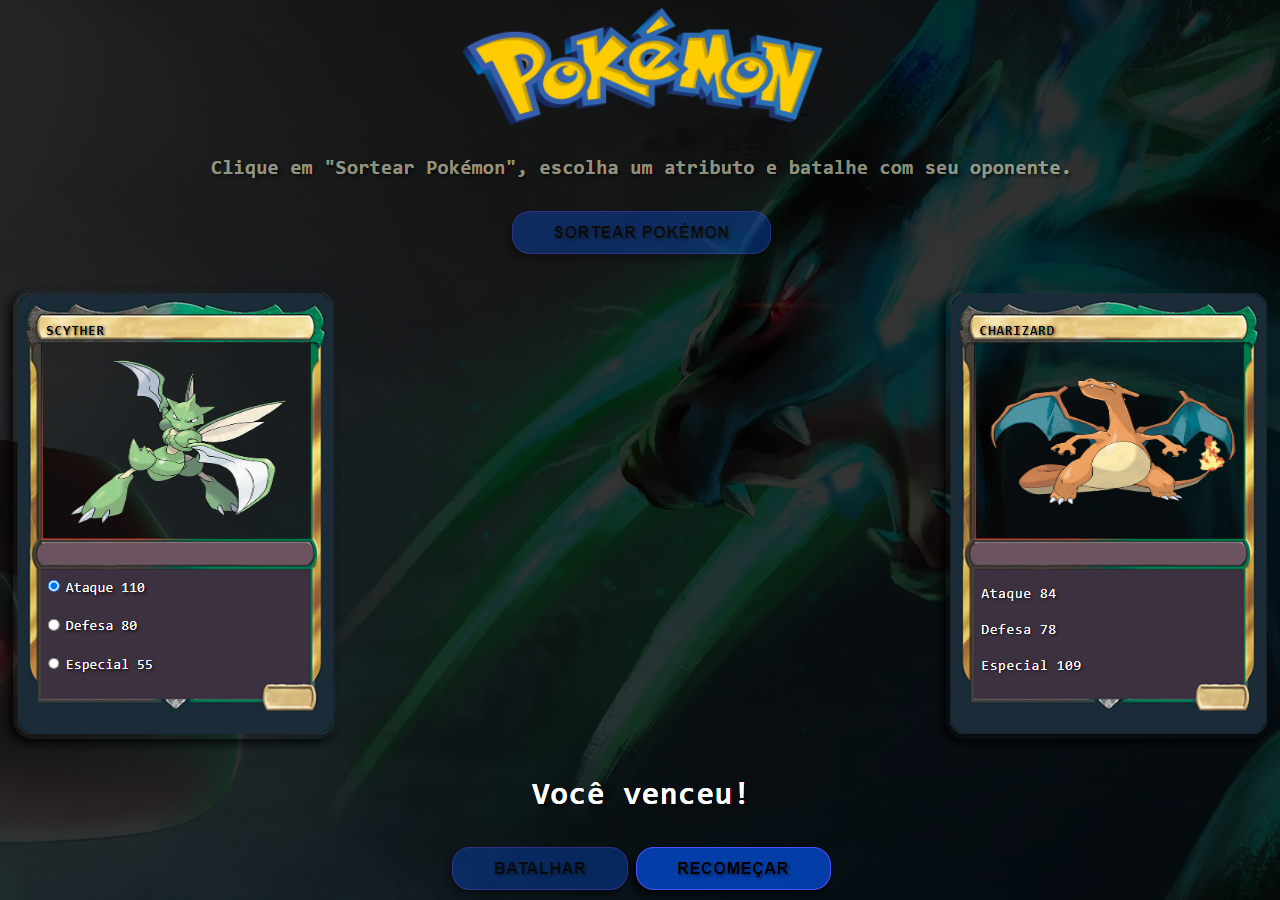 POKéMON
Clique em "Sortear Pokémon", escolha um atributo e batalhe com seu oponente.
SORTEAR POKÉMON
SCYTHER
Ataque 110
Defesa 80
Especial 55
CHARIZARD
Ataque 84
Defesa 78
Especial 109
Você venceu!
BATALHAR
RECOMEÇAR